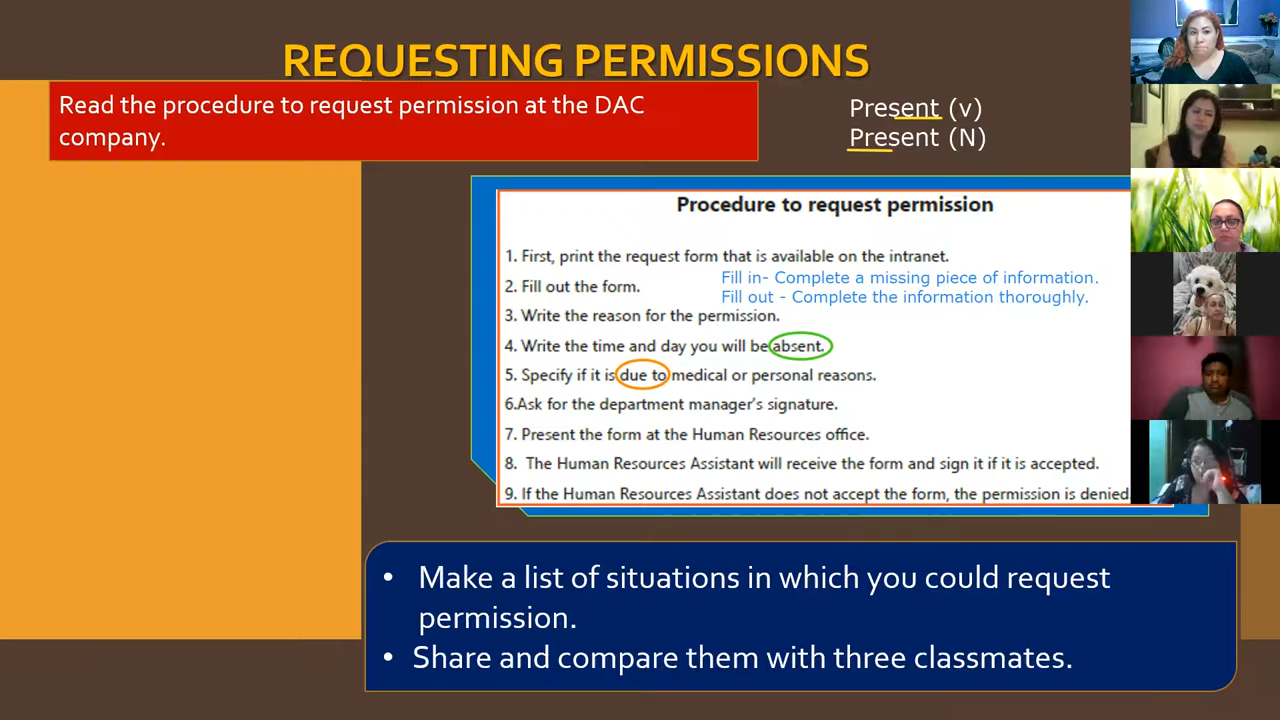 REQUESTING PERMISSIONS
Read the procedure to request permission at the DAC
company.
Present (v)
Present (N)
Procedure to request permission
1. First, print the request form that is available on the intranet.
2. Fill out the form.
Fill in- Complete a missing piece of information.
Fill out - Complete the information thoroughly.
3. Write the reason for the permission.
4. Write the time and day you will be absent.
5. Specify if it is due to medical or personal reasons.
6.Ask for the department manager's signature.
7. Present the form at the Human Resources office.
8. The Human Resources Assistant will receive the form and sign it if it is accepted.
9. If the Human Resources Assistant does not accept the form, the permission is denied.
• Make a list of situations in which you could request
permission.
• Share and compare them with three classmates.